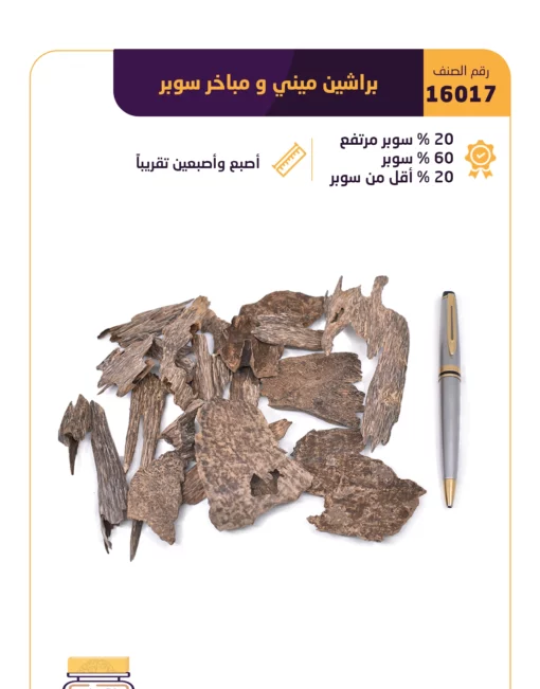 رقم الصنف
16017
براشين ميني و مباخر سوبر
20 % سوبر مرتفع
60 % سوبر
20 % أقل من سوبر
أصبع وأصبعين تقريباً